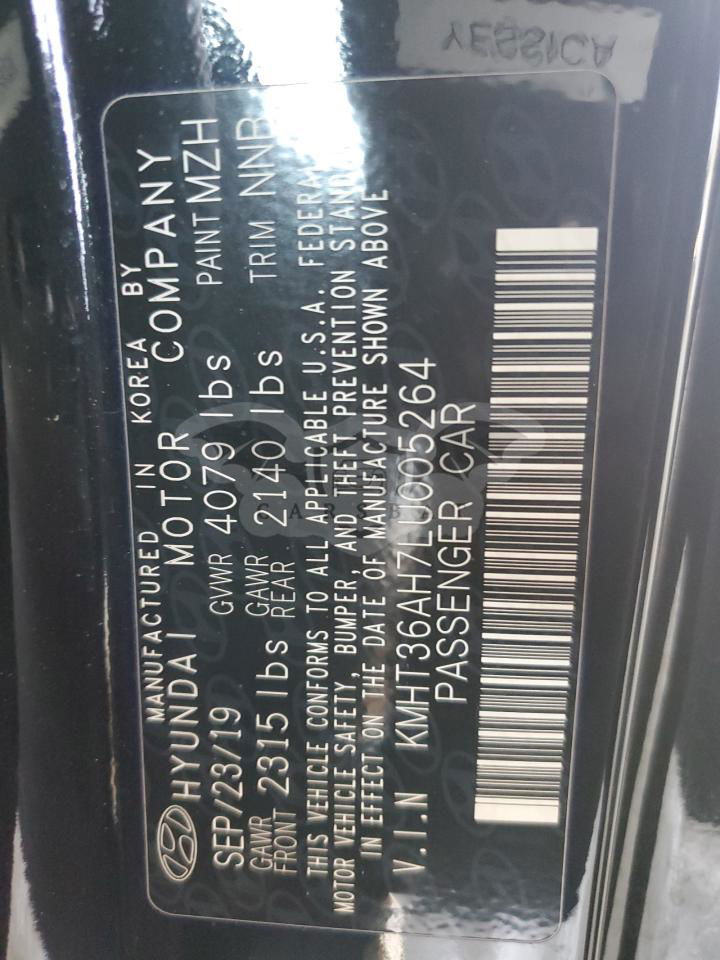 MANUFACTURED IN KOREA BY
HYUNDAI MOTOR COMPANY
SEP/23/19 GVWR 4079 lbs PAINT MZH
GAWR FRONT 2315 lbs GAWR REAR 2140 lbs TRIM NNB
THIS VEHICLE CONFORMS TO ALL APPLICABLE U.S.A. FEDERA
MOTOR VEHICLE SAFETY, BUMPER, AND THEFT PREVENTION STAND
IN EFFECT ON THE DATE OF MANUFACTURE SHOWN ABOVE
V.I.N KMHT36AH7LU005264
PASSENGER CAR
YESSICA